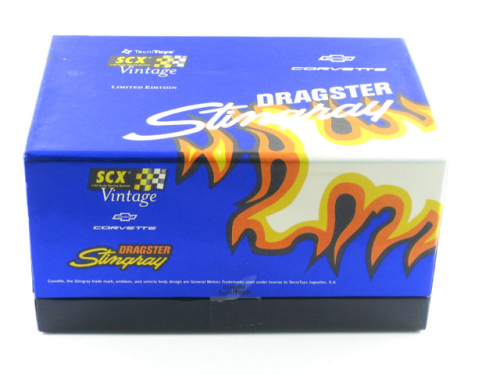 TecniToys
SCX
Vintage
LIMITED EDITION
CORVETTE
DRAGSTER
Stingray
SCX
Vintage
CORVETTE
DRAGSTER
Stingray
Corvette, the Stingray trade mark, emblem, and vehicle body design are General Motors Trademarks used under license to TecniToys Juguetes, S.A.